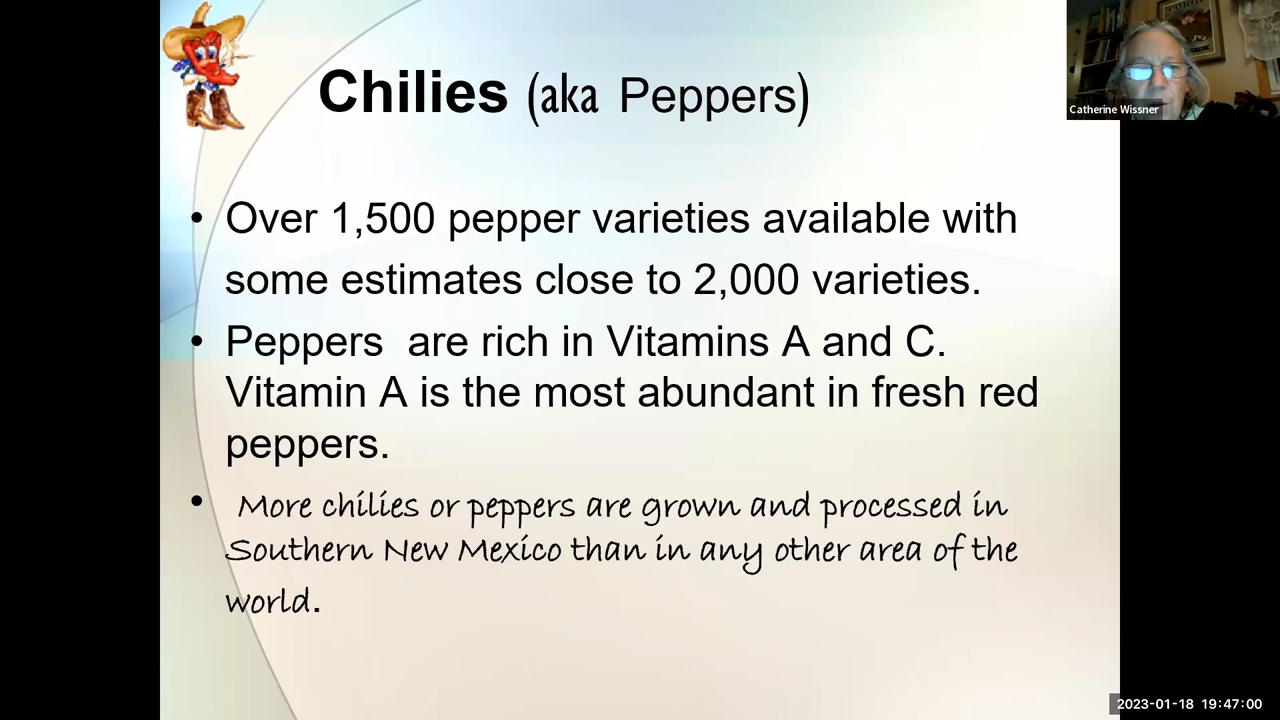 Chilies (aka Peppers)
Catherine Wissner
• Over 1,500 pepper varieties available with
some estimates close to 2,000 varieties.
• Peppers are rich in Vitamins A and C.
Vitamin A is the most abundant in fresh red
peppers.
• More chilies or peppers are grown and processed in
Southern New Mexico than in any other area of the
world.
2023-01-18 19:47:00